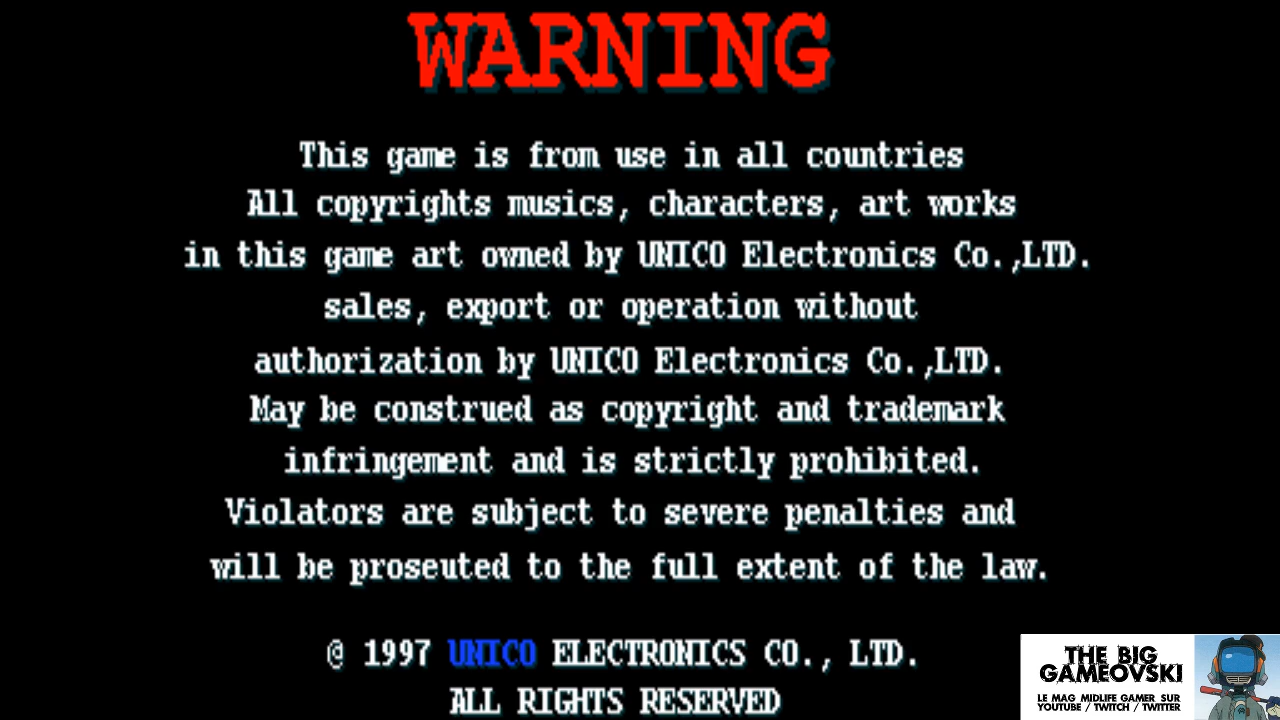 WARNING
This game is from use in all countries
All copyrights musics, characters, art works
in this game art owned by UNICO Electronics Co.,LTD.
sales, export or operation without
authorization by UNICO Electronics Co.,LTD.
May be construed as copyright and trademark
infringement and is strictly prohibited.
Violators are subject to severe penalties and
will be proseuted to the full extent of the law.
@ 1997 UNICO ELECTRONICS CO., LTD.
ALL RIGHTS RESERVED
THE BIG
GAMEOVSKI
LE MAG MIDLIFE GAMER SUR
YOUTUBE / TWITCH / TWITTER